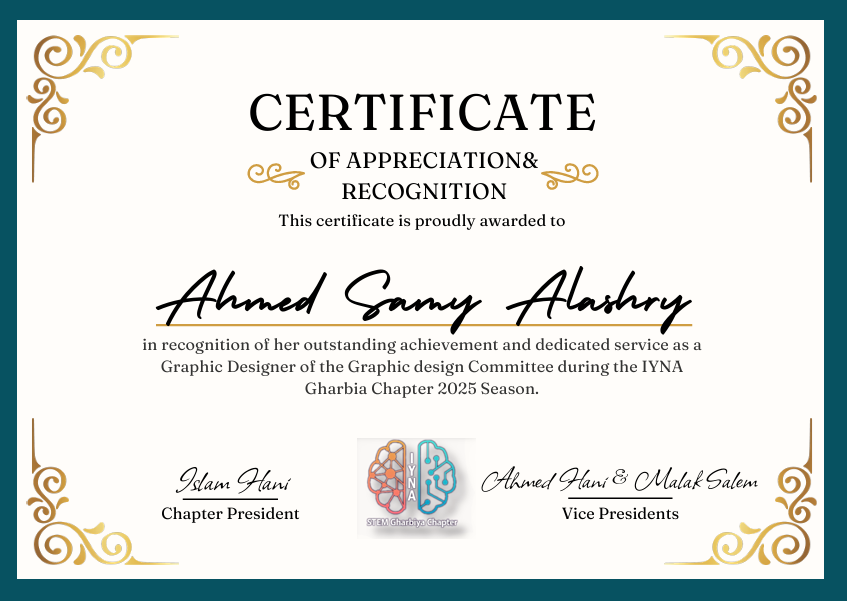 CERTIFICATE
OF APPRECIATION&
RECOGNITION
This certificate is proudly awarded to
Ahmed Samy Alashry
in recognition of her outstanding achievement and dedicated service as a
Graphic Designer of the Graphic design Committee during the IYNA
Gharbia Chapter 2025 Season.
Islam Hani
Chapter President
IYNA
STEM Gharbiya Chapter
Ahmed Hani & Malak Salem
Vice Presidents